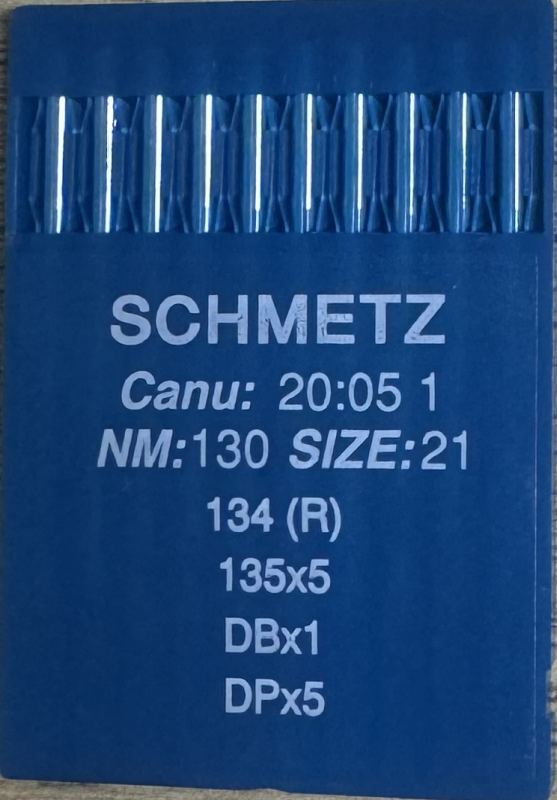 SCHMETZ
Canu: 20:05 1
NM:130 SIZE:21
134 (R)
135x5
DBx1
DPx5